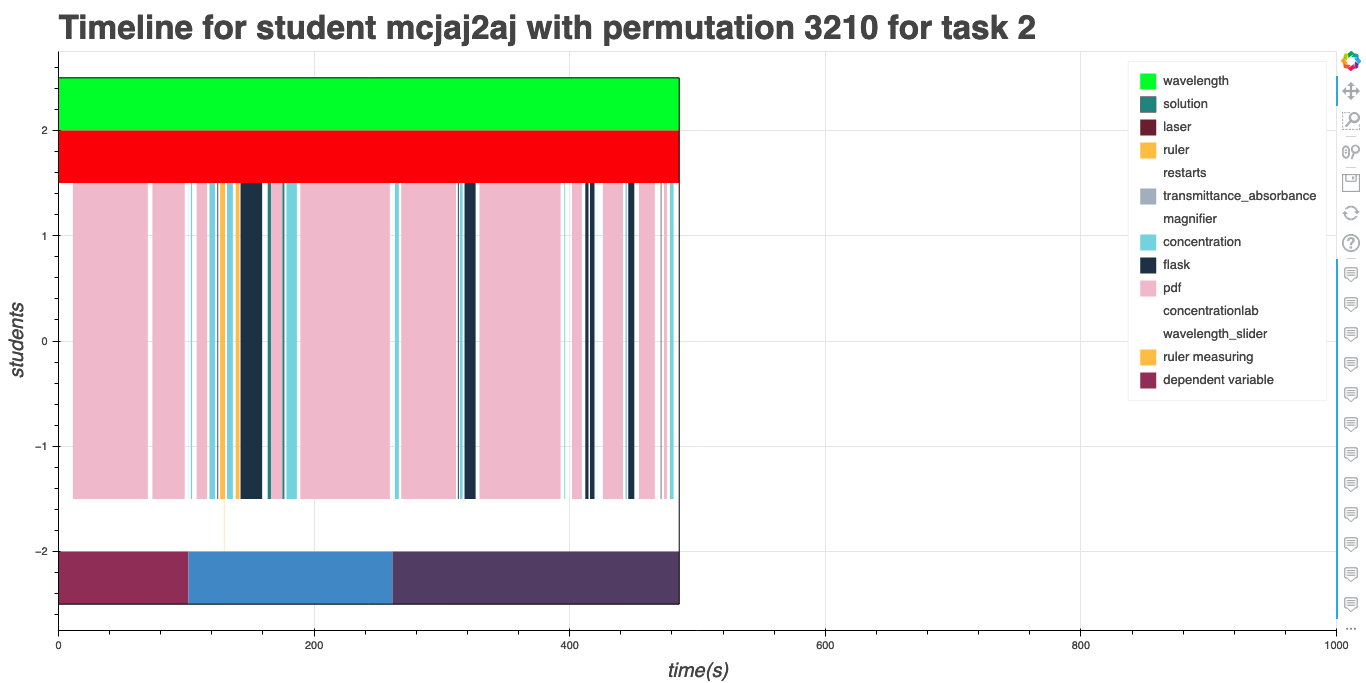 Timeline for student mcjaj2aj with permutation 3210 for task 2
wavelength
solution
laser
ruler
restarts
transmittance_absorbance
magnifier
concentration
flask
pdf
concentrationlab
wavelength_slider
ruler measuring
dependent variable
students
2
1
0
−1
−2
0
200
400
600
800
1000
time(s)